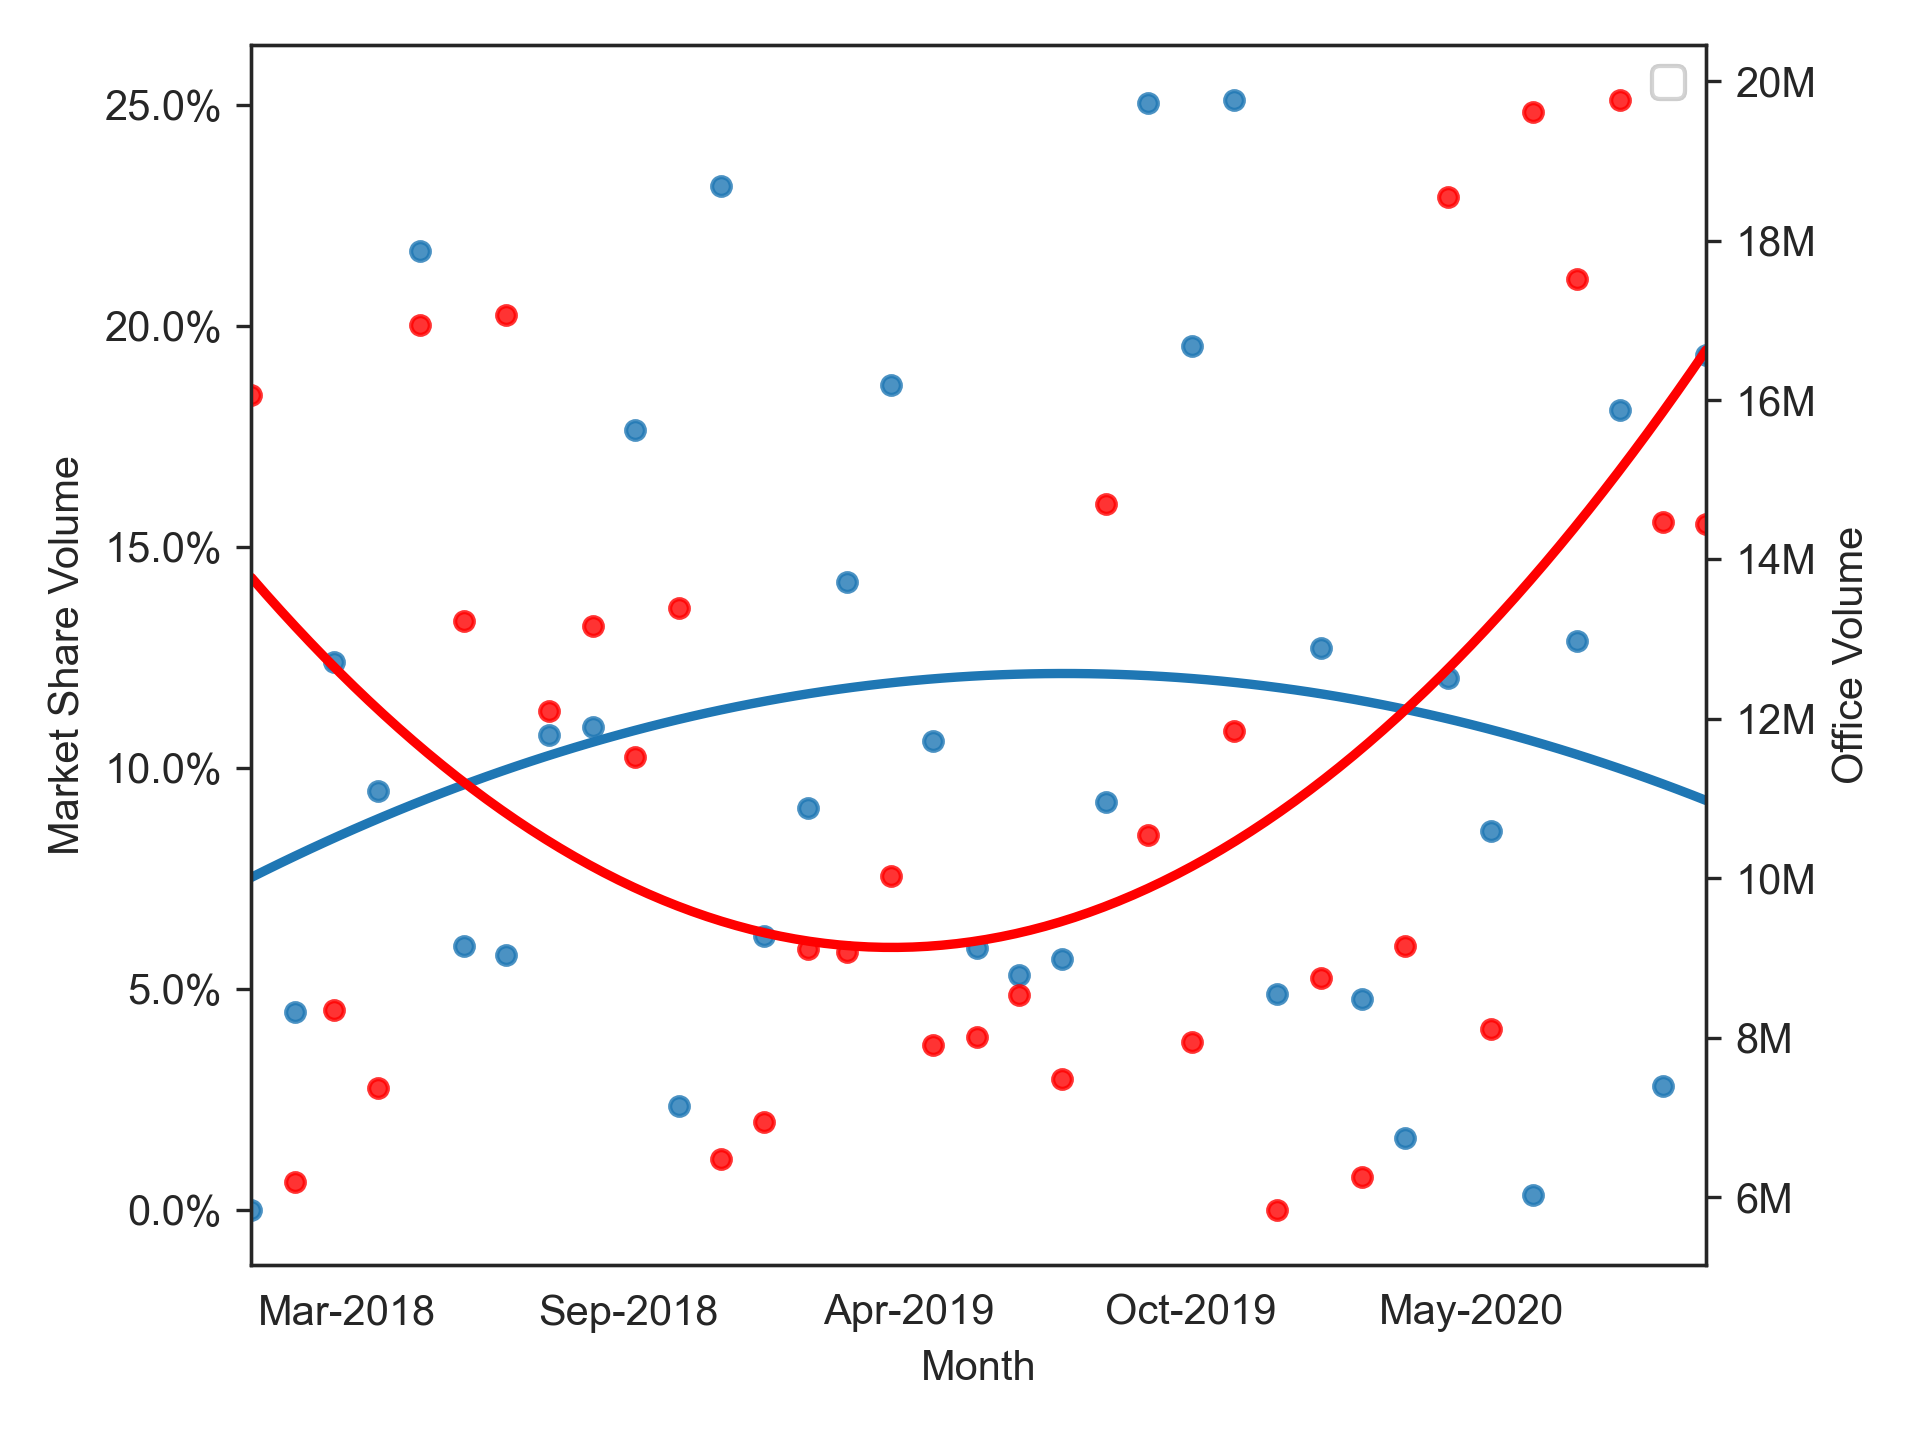 25.0%
20.0%
15.0%
10.0%
5.0%
0.0%
Market Share Volume
20M
18M
16M
14M
12M
10M
8M
6M
Office Volume
Mar-2018
Sep-2018
Apr-2019
Oct-2019
May-2020
Month